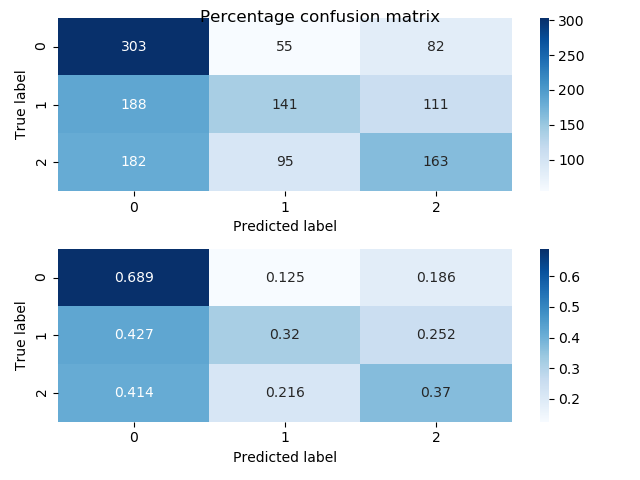 Percentage confusion matrix
0 303 55 82
1 188 141 111
2 182 95 163
0 1 2
Predicted label
True label
300
250
200
150
100
0 0.689 0.125 0.186
1 0.427 0.32 0.252
2 0.414 0.216 0.37
0 1 2
Predicted label
True label
0.6
0.5
0.4
0.3
0.2